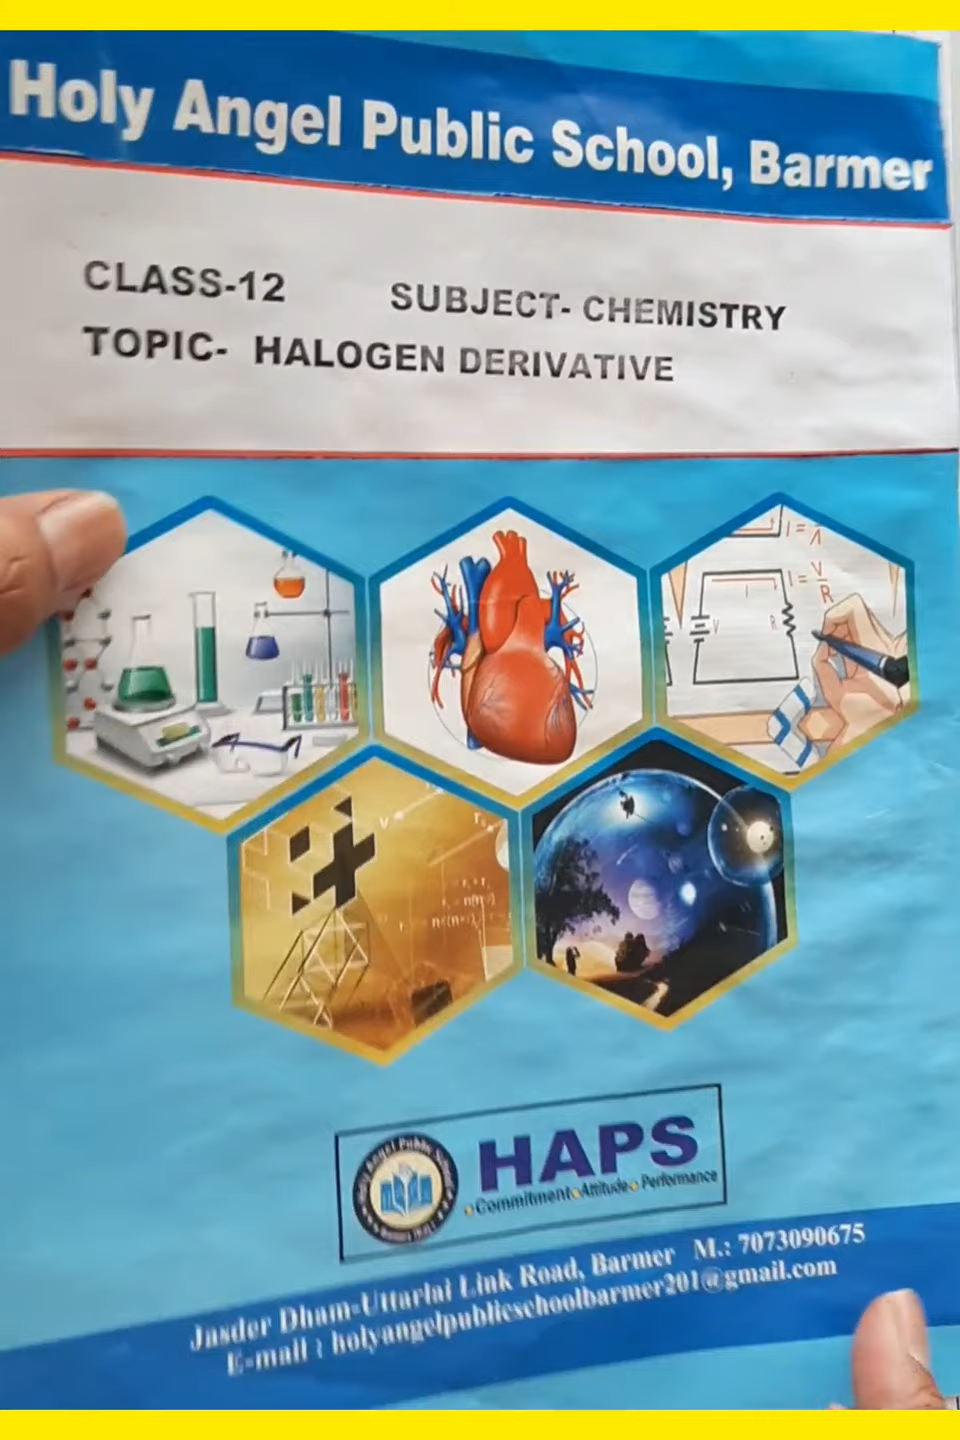 Holy Angel Public School, Barmer
CLASS-12 SUBJECT- CHEMISTRY
TOPIC- HALOGEN DERIVATIVE
I = V
R
V
R
HAPS
Commitment Attitude Performance
Jasder Dham-Uttarlai Link Road, Barmer M.: 7073090675
E-mail : holyangelpublicschoolbarmer201@gmail.com